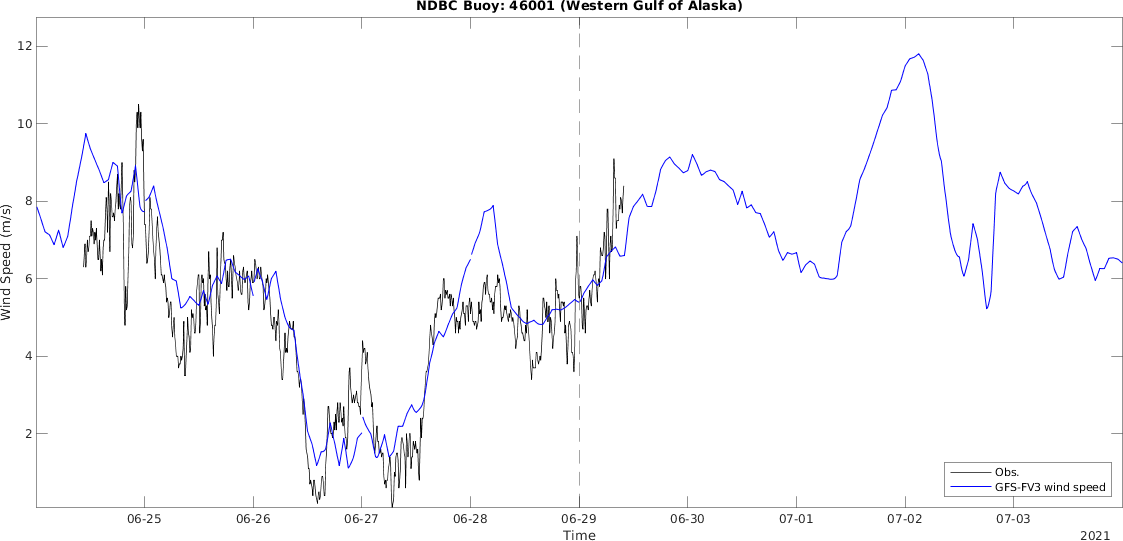 NDBC Buoy: 46001 (Western Gulf of Alaska)
Wind Speed (m/s)
12
10
8
6
4
2
Obs.
GFS-FV3 wind speed
06-25 06-26 06-27 06-28 06-29 06-30 07-01 07-02 07-03
Time
2021